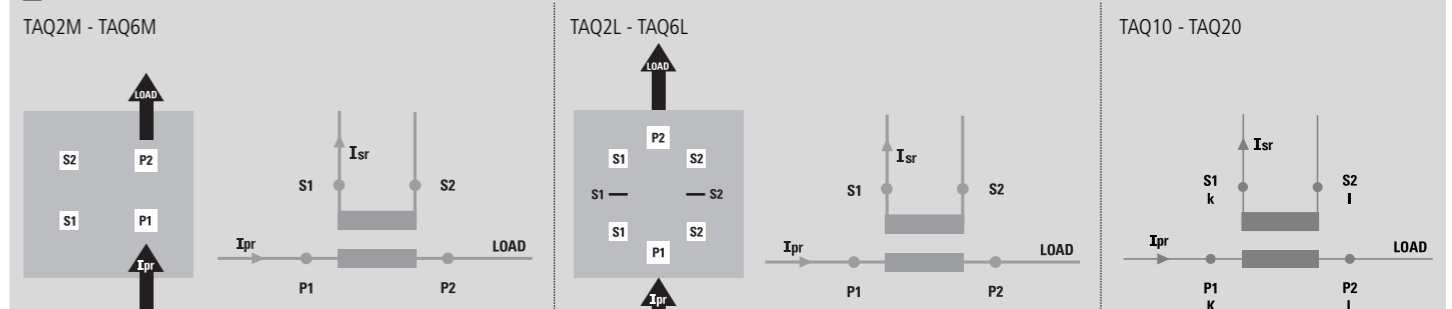 TAQ2M - TAQ6M
LOAD
S2 P2
S1 P1
Ipr
Isr
S1 S2
Ipr LOAD
P1 P2
TAQ2L - TAQ6L
LOAD
P2
S1 S2
S1 S2
S1 S2
P1
Ipr
Isr
S1 S2
Ipr LOAD
P1 P2
TAQ10 - TAQ20
Isr
S1 S2
k l
Ipr LOAD
P1 P2
K L